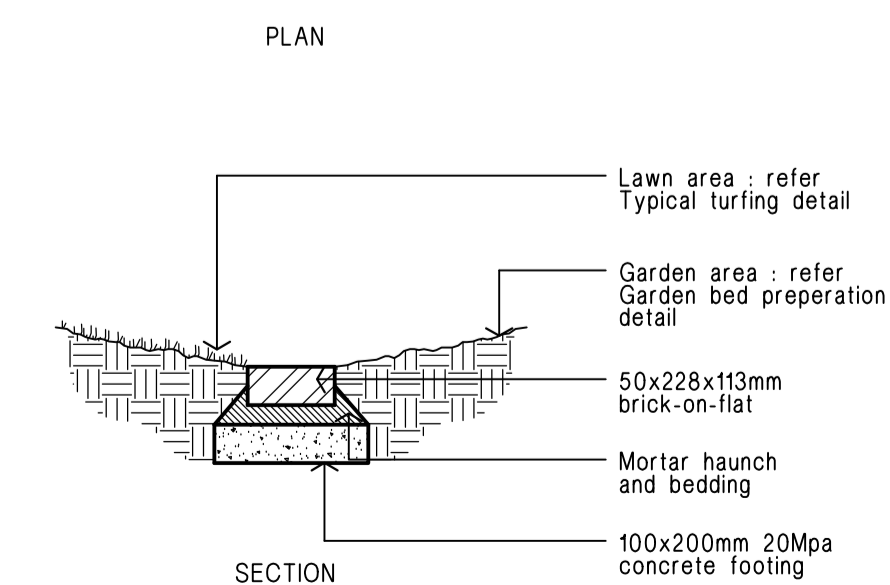 PLAN
Lawn area : refer
Typical turfing detail
Garden area : refer
Garden bed preperation
detail
50x228x113mm
brick-on-flat
Mortar haunch
and bedding
100x200mm 20Mpa
concrete footing
SECTION